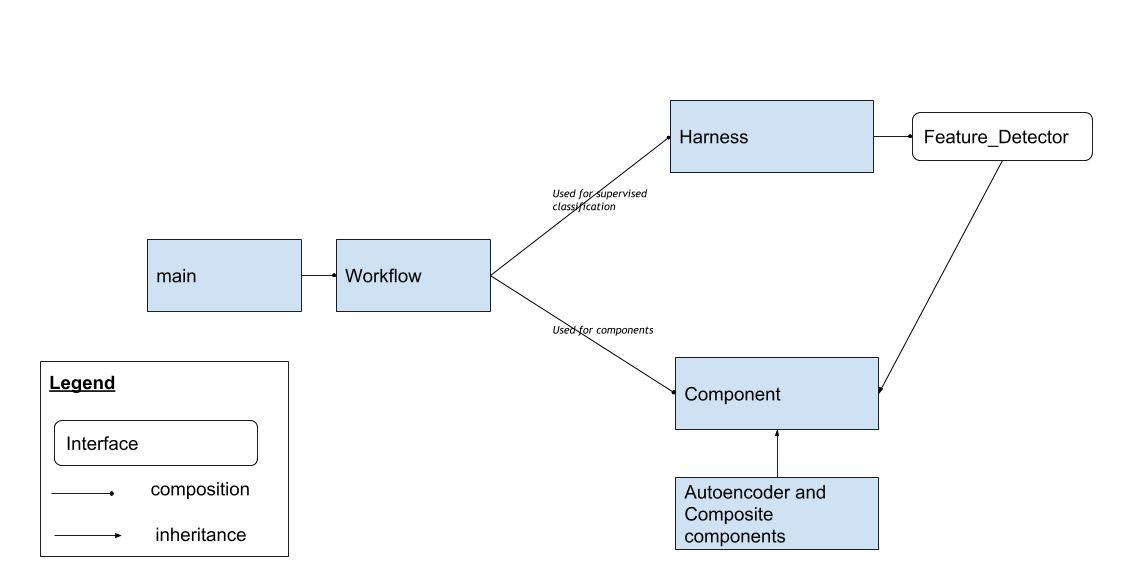 Harness
Feature_Detector
Used for supervised
classification
main
Workflow
Used for components
Component
Autoencoder and
Composite
components
Legend
Interface
composition
inheritance